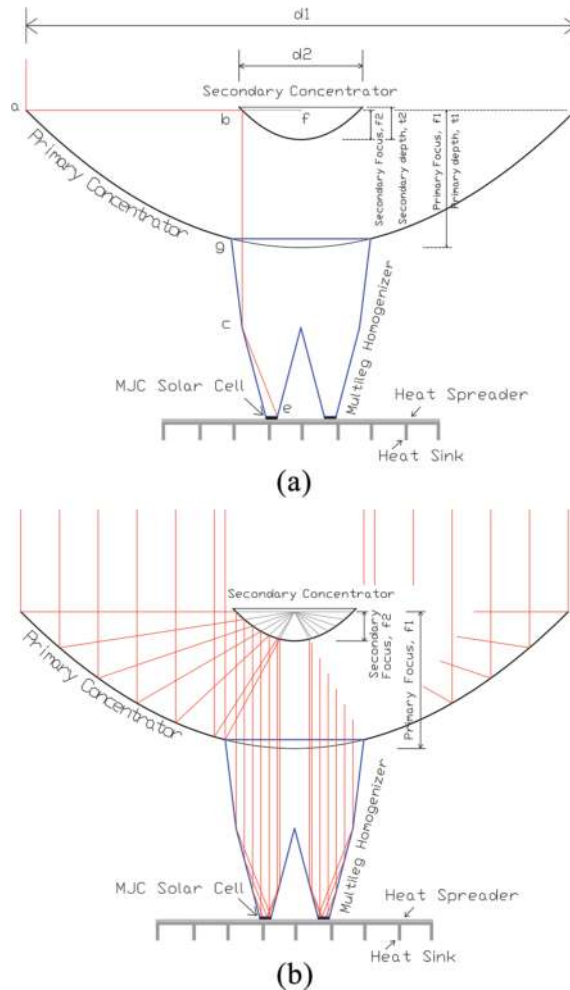 d1
d2
Secondary Concentrator
a
b
f
Secondary Focus, f2
Secondary depth, t2
Primary Focus, f1
Primary depth, t1
Primary Concentrator
g
c
Multileg Homogenizer
MJC Solar Cell
e
Heat Spreader
Heat Sink
(a)
Secondary Concentrator
Secondary Focus, f2
Primary Focus, f1
Primary Concentrator
Multileg Homogenizer
MJC Solar Cell
Heat Spreader
Heat Sink
(b)